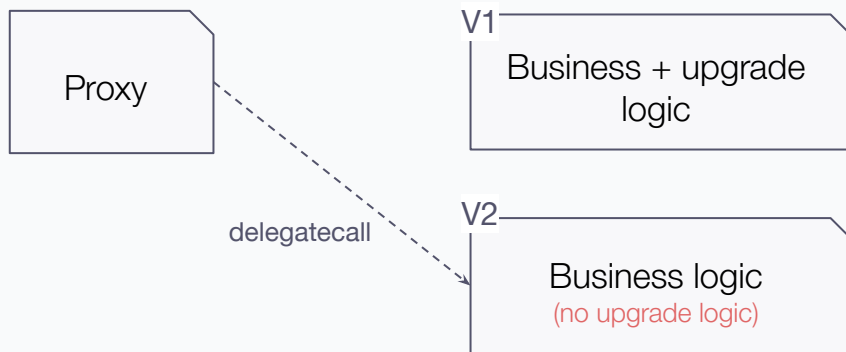 Proxy
V1
Business + upgrade
logic
delegatecall
V2
Business logic
(no upgrade logic)